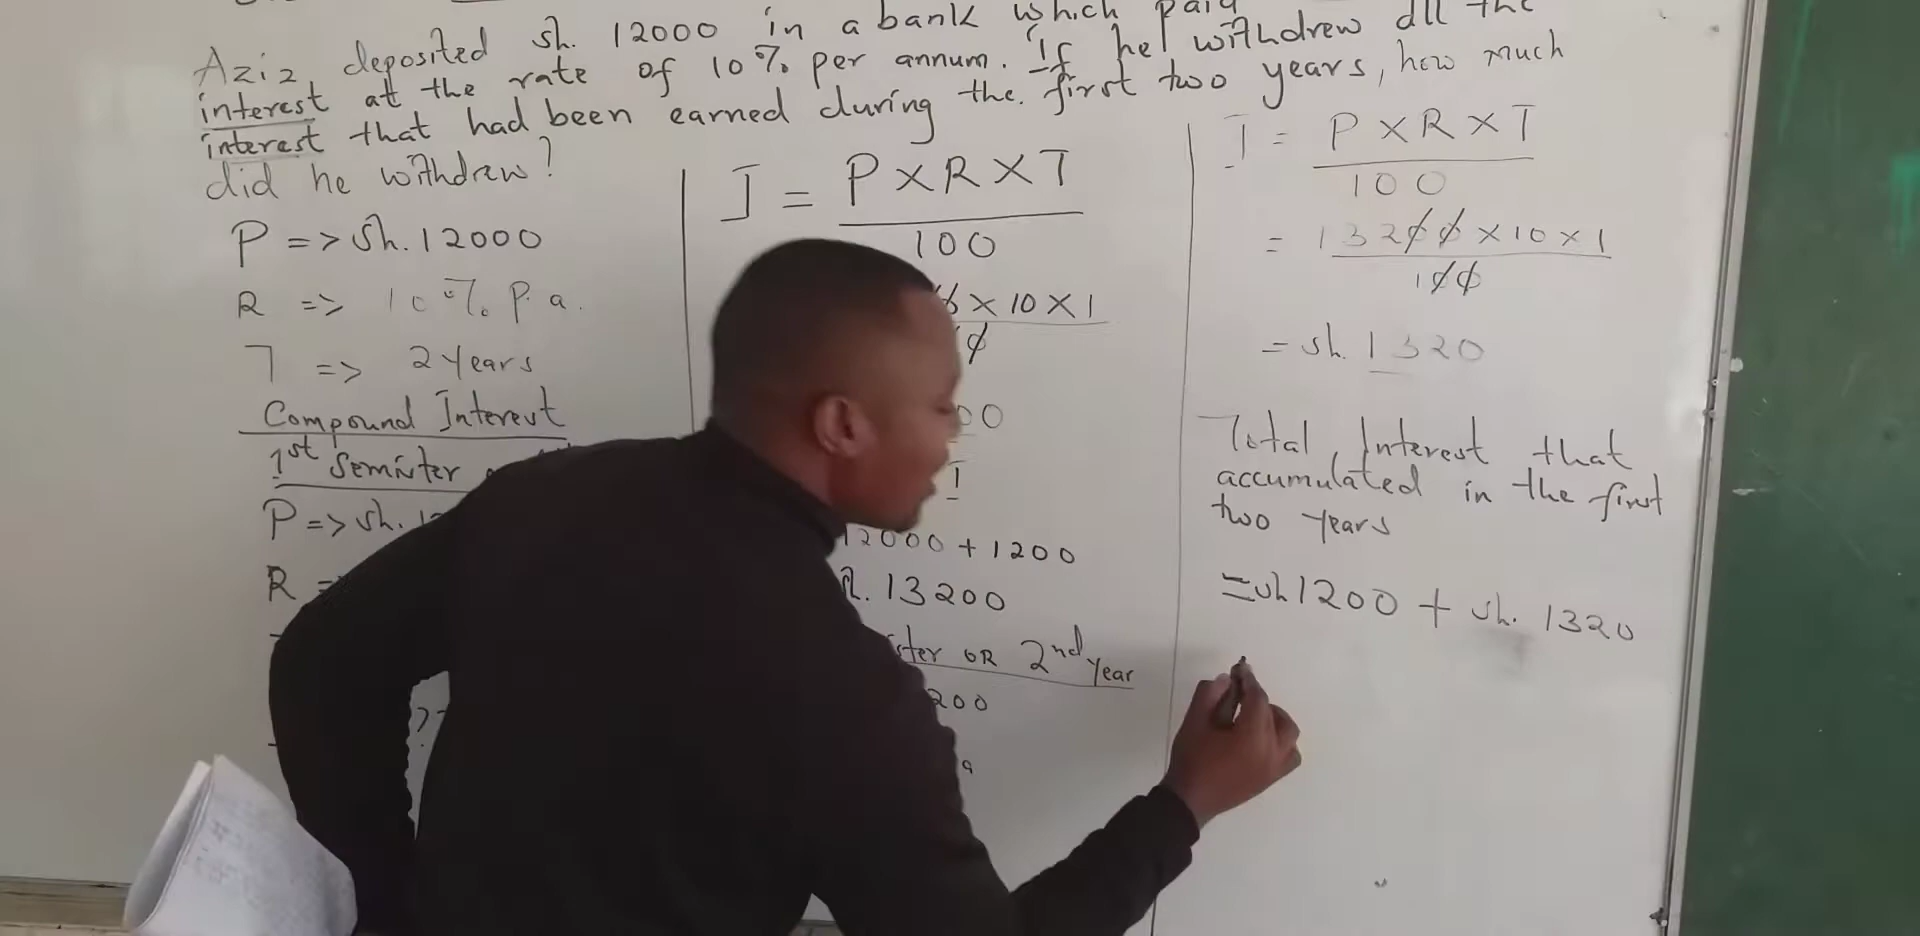 Aziz deposited sh. 12000 in a bank which paid
interest at the rate of 10% per annum. If he withdrew all the
interest that had been earned during the first two years, how much
did he withdrew?
P => sh. 12000
R => 10% p.a.
T => 2 years
Compound Interest
1st Semister
P => sh.
R =
I = P X R X T
100
X 10 X 1
00
I
12000 + 1200
13200
OR 2nd year
200
I = P X R X T
100
= 13200 X 10 X 1
100
= sh. 1320
Total Interest that
accumulated in the first
two years
= sh 1200 + sh. 1320